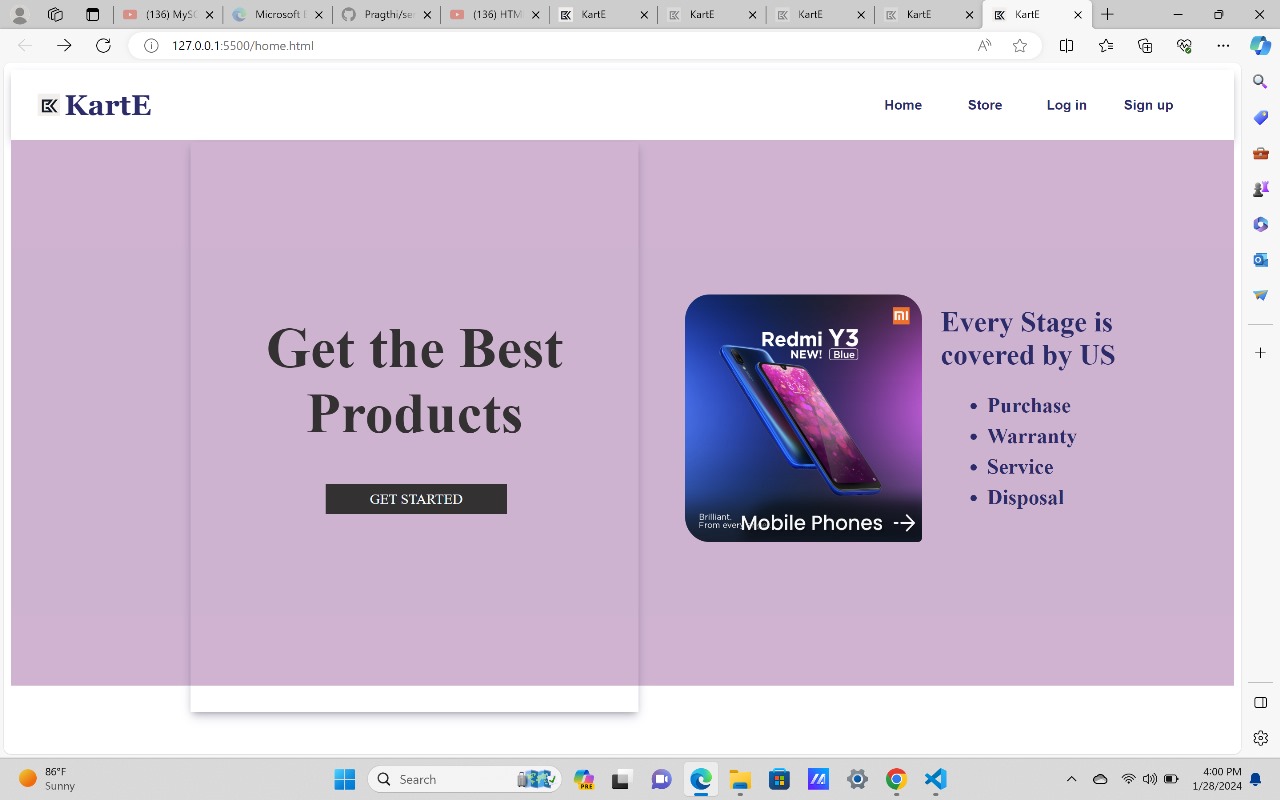 (136) MySQ
Microsoft |
Pragthi/se
(136) HTM
KartE
KartE
KartE
KartE
KartE
127.0.0.1:5500/home.html
KartE
Home
Store
Log in
Sign up
Get the Best
Products
GET STARTED
Redmi Y3
NEW! Blue
Brilliant.
From every
Mobile Phones
Every Stage is
covered by US
• Purchase
• Warranty
• Service
• Disposal
86°F
Sunny
Search
PRE
4:00 PM
1/28/2024